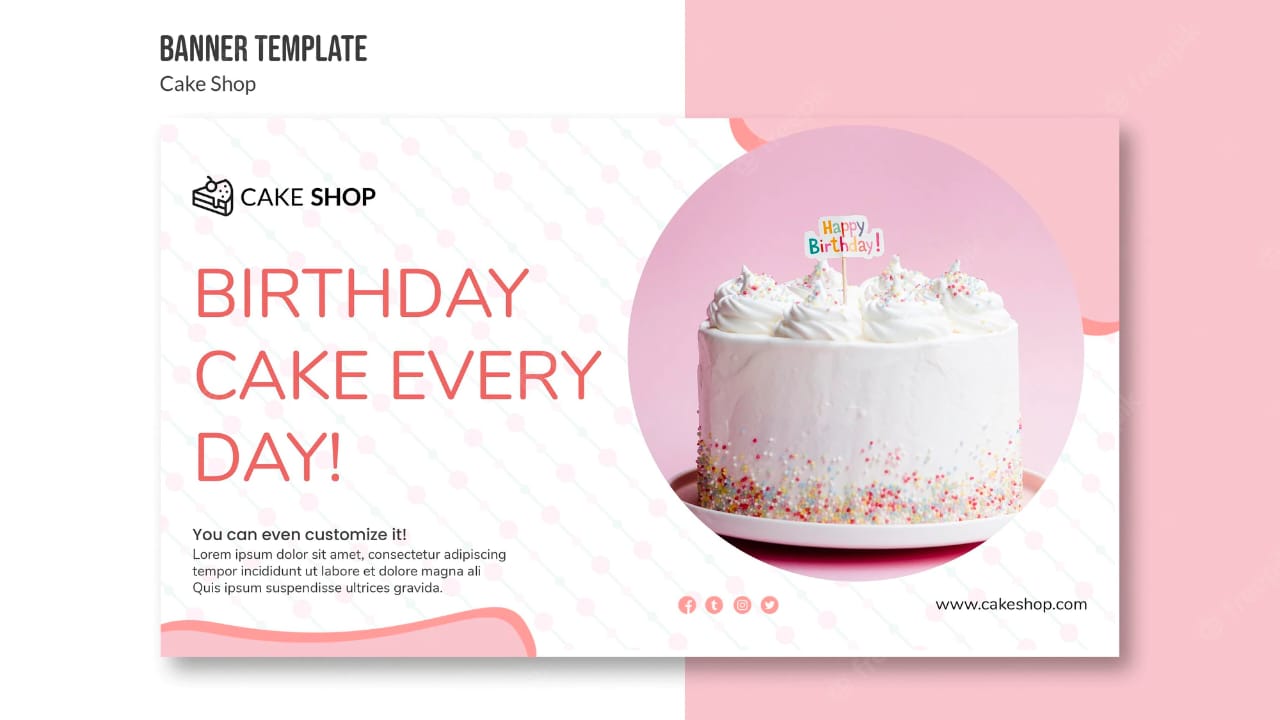 BANNER TEMPLATE
Cake Shop
CAKE SHOP
BIRTHDAY
CAKE EVERY
DAY!
Happy
Birthday!
You can even customize it!
Lorem ipsum dolor sit amet, consectetur adipiscing
tempor incididunt ut labore et dolore magna ali
Quis ipsum suspendisse ultrices gravida.
www.cakeshop.com
freepik